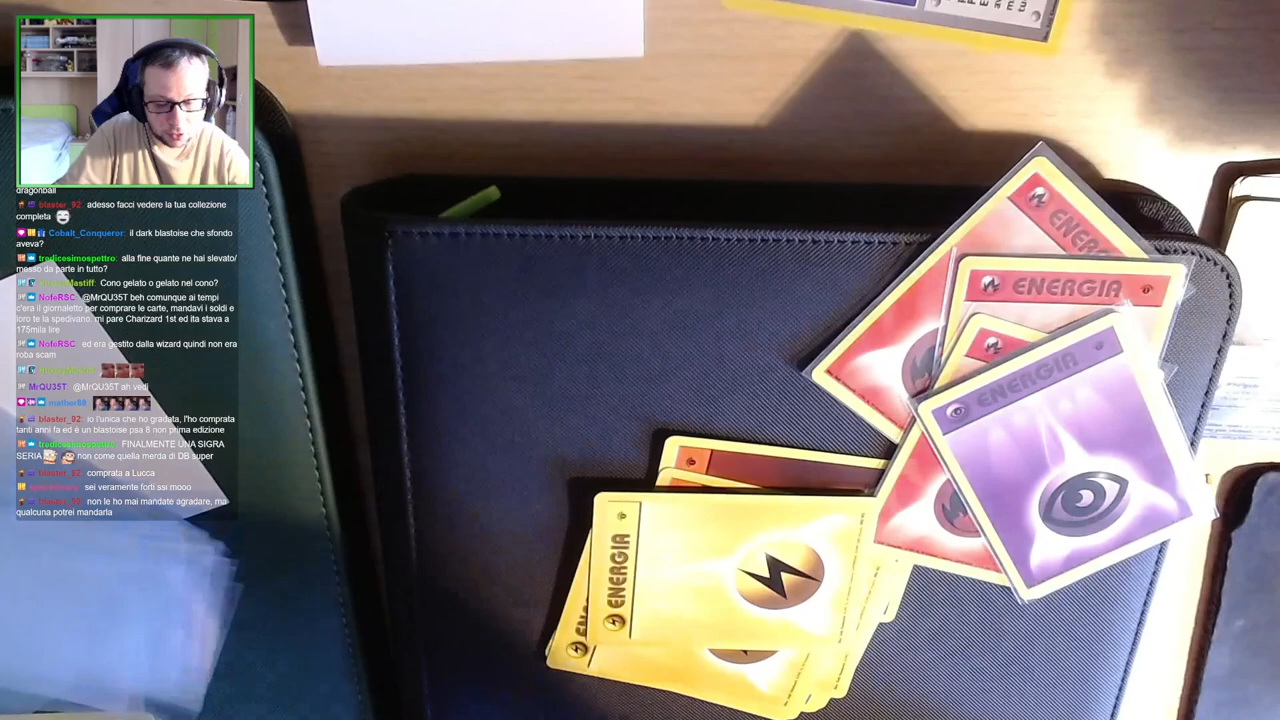 dragonball
blaster_92: adesso facci vedere la tua collezione
completa
Cobalt_Conqueror: il dark blastoise che sfondo
aveva?
tredicesimospettro: alla fine quante ne hai slevato/
messo da parte in tutto?
Cono gelato o gelato nel cono?
NofeRSC: @MrQU35T beh comunque ai tempi
c'era il giornaletto per comprare le carte, mandavi i soldi e
loro te la spedivano. mi pare Charizard 1st ed ita stava a
175mila lire
NofeRSC: ed era gestito dalla wizard quindi non era
roba scam
MrQU35T: @MrQU35T ah vedi
mather88
blaster_92: io l'unica che ho gradata, l'ho comprata
tanti anni fa ed è un blastoise psa 8 non prima edizione
tredicesimospettro: FINALMENTE UNA SIGRA
SERIA non come quella merda di DB super
blaster_92: comprata a Lucca
sei veramente forti ssi mooo
blaster_92: non le ho mai mandate agradare, ma
qualcuna potrei mandarla
ENERGIA
ENERGIA
ENERGIA
ENERGIA